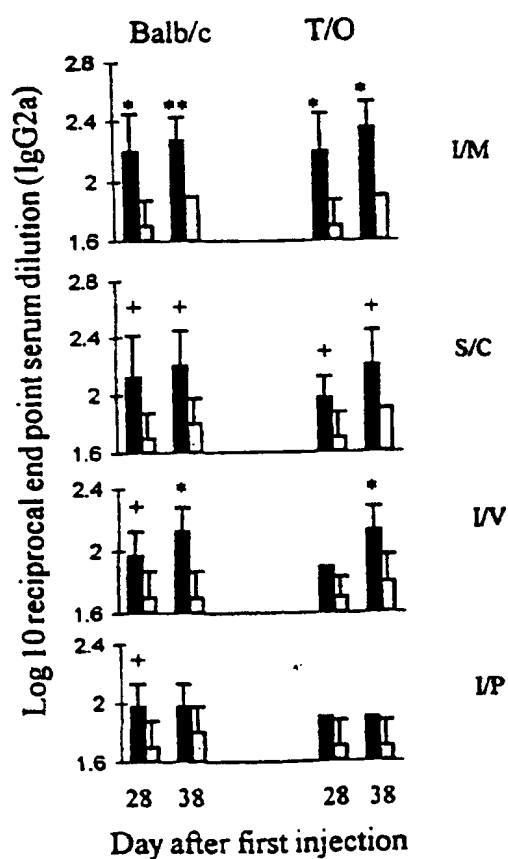 Balb/c T/O
Log 10 reciprocal end point serum dilution (IgG2a)
2.8
2.4
2
1.6
* ** * *
I/M
2.8
2.4
2
1.6
+ + + +
S/C
2.4
2
1.6
+ * *
I/V
2.4
2
1.6
+
I/P
28 38 28 38
Day after first injection